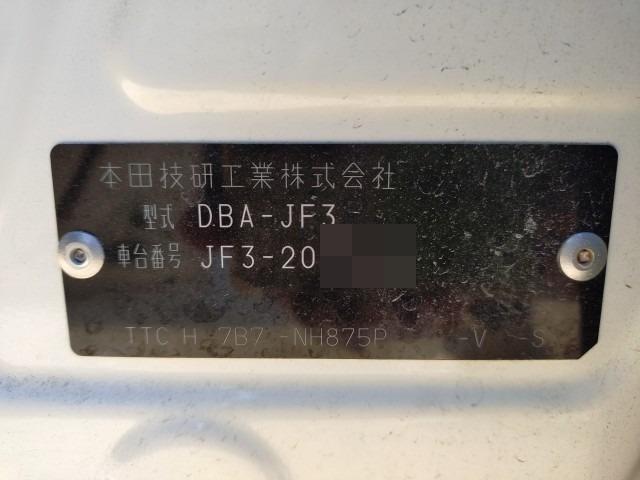 本田技研工業株式会社
型式 DBA-JF3
車台番号 JF3-20
TTC H 7B7 -NH875P -V -S